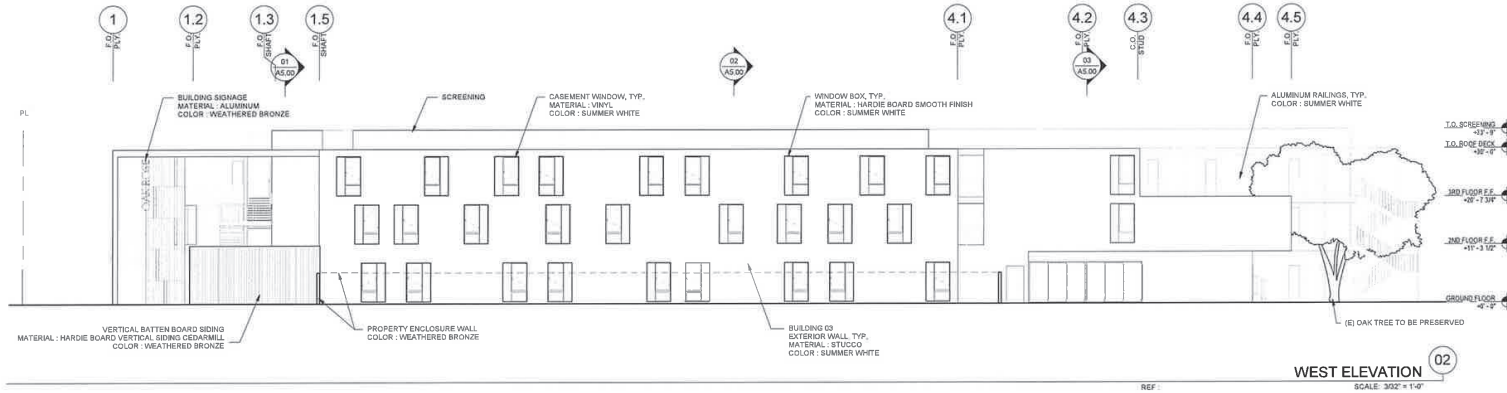 1
1.2
1.3
1.5
4.1
4.2
4.3
4.4
4.5
F.O. PLY.
F.O. PLY.
F.O. SHAFT
F.O. SHAFT
F.O. PLY.
F.O. PLY.
C.O. STUD
F.O. PLY.
F.O. PLY.
01
A5.00
02
A5.00
03
A5.00
PL
BUILDING SIGNAGE
MATERIAL : ALUMINUM
COLOR : WEATHERED BRONZE
SCREENING
CASEMENT WINDOW, TYP.
MATERIAL : VINYL
COLOR : SUMMER WHITE
WINDOW BOX, TYP.
MATERIAL : HARDIE BOARD SMOOTH FINISH
COLOR : SUMMER WHITE
ALUMINUM RAILINGS, TYP.
COLOR : SUMMER WHITE
T.O. SCREENING
+33' - 9"
T.O. ROOF DECK
+30' - 6"
3RD FLOOR F.F.
+20' - 7 3/4"
2ND FLOOR F.F.
+11' - 3 1/2"
GROUND FLOOR
+0' - 0"
VERTICAL BATTEN BOARD SIDING
MATERIAL : HARDIE BOARD VERTICAL SIDING CEDARMILL
COLOR : WEATHERED BRONZE
PROPERTY ENCLOSURE WALL
COLOR : WEATHERED BRONZE
BUILDING 03
EXTERIOR WALL, TYP.
MATERIAL : STUCCO
COLOR : SUMMER WHITE
(E) OAK TREE TO BE PRESERVED
WEST ELEVATION
02
REF :
SCALE: 3/32" = 1'-0"